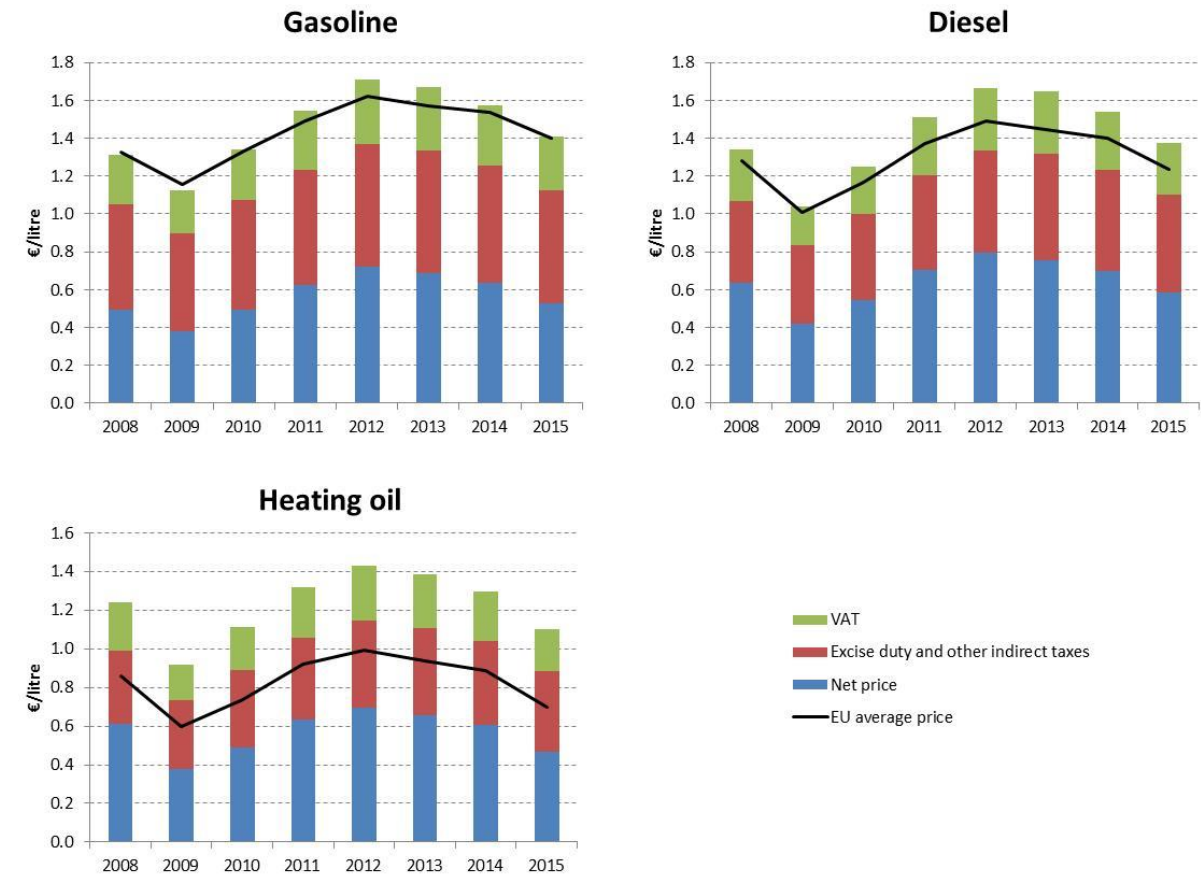 Gasoline
€/litre
1.8
1.6
1.4
1.2
1.0
0.8
0.6
0.4
0.2
0.0
2008 2009 2010 2011 2012 2013 2014 2015
Diesel
€/litre
1.8
1.6
1.4
1.2
1.0
0.8
0.6
0.4
0.2
0.0
2008 2009 2010 2011 2012 2013 2014 2015
Heating oil
€/litre
1.6
1.4
1.2
1.0
0.8
0.6
0.4
0.2
0.0
2008 2009 2010 2011 2012 2013 2014 2015
VAT
Excise duty and other indirect taxes
Net price
EU average price